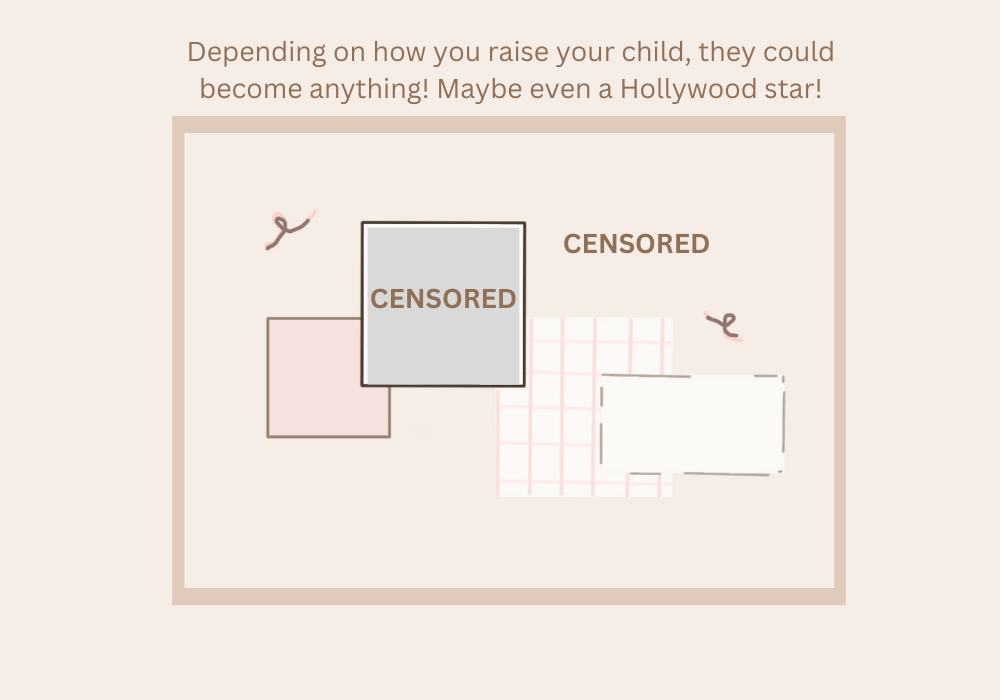 Depending on how you raise your child, they could
become anything! Maybe even a Hollywood star!
CENSORED
CENSORED